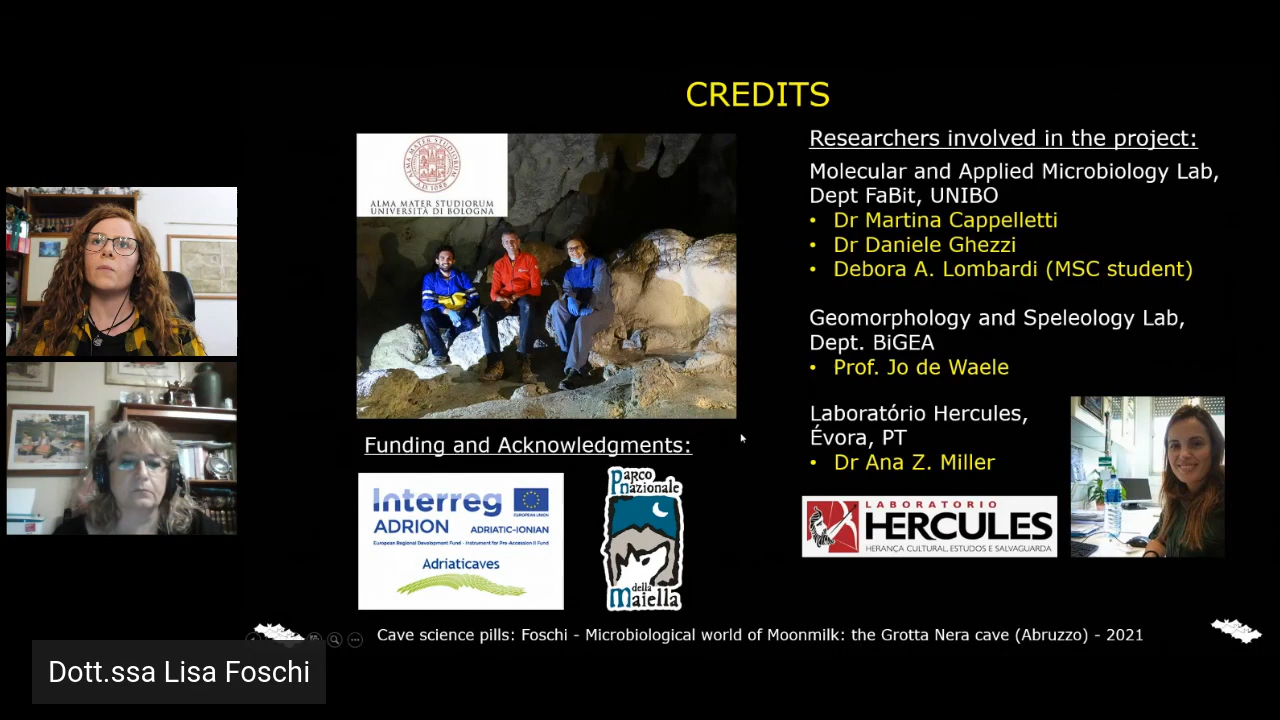 CREDITS
ALMA MATER STUDIORUM
A.D. 1088
ALMA MATER STUDIORUM
UNIVERSITÀ DI BOLOGNA
Researchers involved in the project:
Molecular and Applied Microbiology Lab,
Dept FaBit, UNIBO
• Dr Martina Cappelletti
• Dr Daniele Ghezzi
• Debora A. Lombardi (MSC student)
Geomorphology and Speleology Lab,
Dept. BiGEA
• Prof. Jo de Waele
Laboratório Hercules,
Évora, PT
• Dr Ana Z. Miller
LABORATORIO
HERCULES
HERANÇA CULTURAL, ESTUDOS E SALVAGUARDA
Funding and Acknowledgments:
Interreg
EUROPEAN UNION
ADRION ADRIATIC-IONIAN
European Regional Development Fund - Instrument for Pre-Accession II Fund
Adriaticaves
Parco
Nazionale
della
Maiella
Cave science pills: Foschi - Microbiological world of Moonmilk: the Grotta Nera cave (Abruzzo) - 2021
Dott.ssa Lisa Foschi